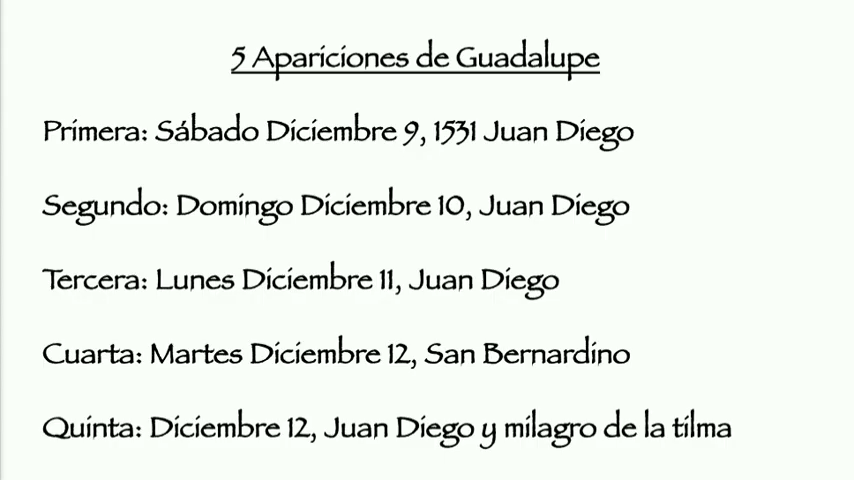 5 Apariciones de Guadalupe
Primera: Sábado Diciembre 9, 1531 Juan Diego
Segundo: Domingo Diciembre 10, Juan Diego
Tercera: Lunes Diciembre 11, Juan Diego
Cuarta: Martes Diciembre 12, San Bernardino
Quinta: Diciembre 12, Juan Diego y milagro de la tilma